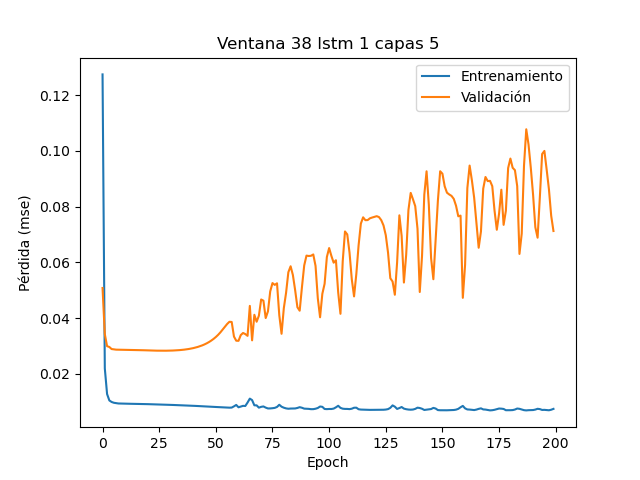 Ventana 38 lstm 1 capas 5
Entrenamiento
Validación
Pérdida (mse)
0.12
0.10
0.08
0.06
0.04
0.02
0 25 50 75 100 125 150 175 200
Epoch